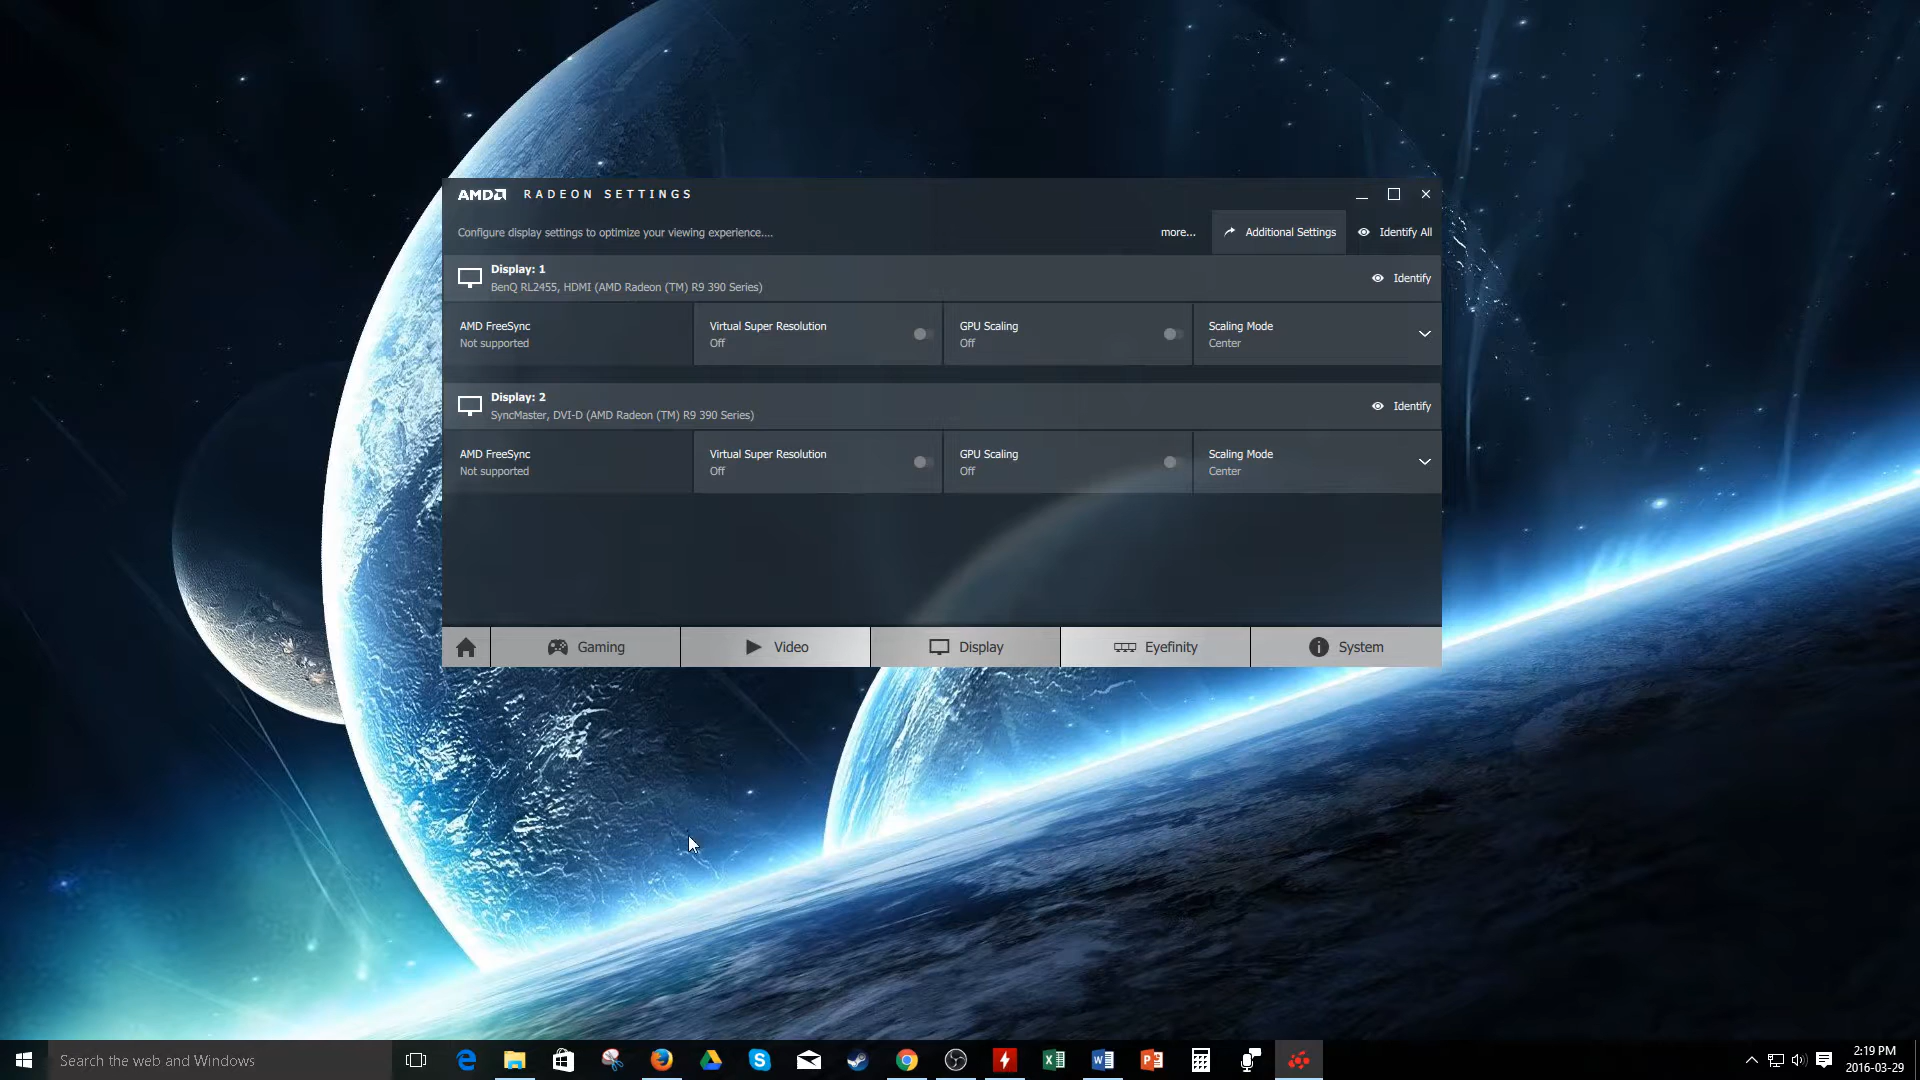 AMD RADEON SETTINGS
Configure display settings to optimize your viewing experience....
more... Additional Settings Identify All
Display: 1
BenQ RL2455, HDMI (AMD Radeon (TM) R9 390 Series)
Identify
AMD FreeSync
Not supported
Virtual Super Resolution
Off
GPU Scaling
Off
Scaling Mode
Center
Display: 2
SyncMaster, DVI-D (AMD Radeon (TM) R9 390 Series)
Identify
AMD FreeSync
Not supported
Virtual Super Resolution
Off
GPU Scaling
Off
Scaling Mode
Center
Gaming Video Display Eyefinity System
Search the web and Windows
2:19 PM
2016-03-29